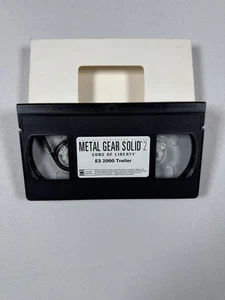 METAL GEAR SOLID 2
SONS OF LIBERTY
E3 2000 Trailer